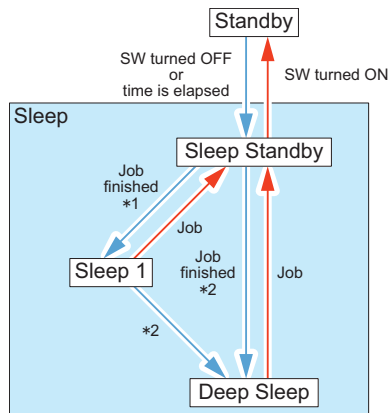 Standby
SW turned OFF
or
time is elapsed
SW turned ON
Sleep
Sleep Standby
Job
finished
*1
Job
Sleep 1
Job
finished
*2
Job
*2
Deep Sleep